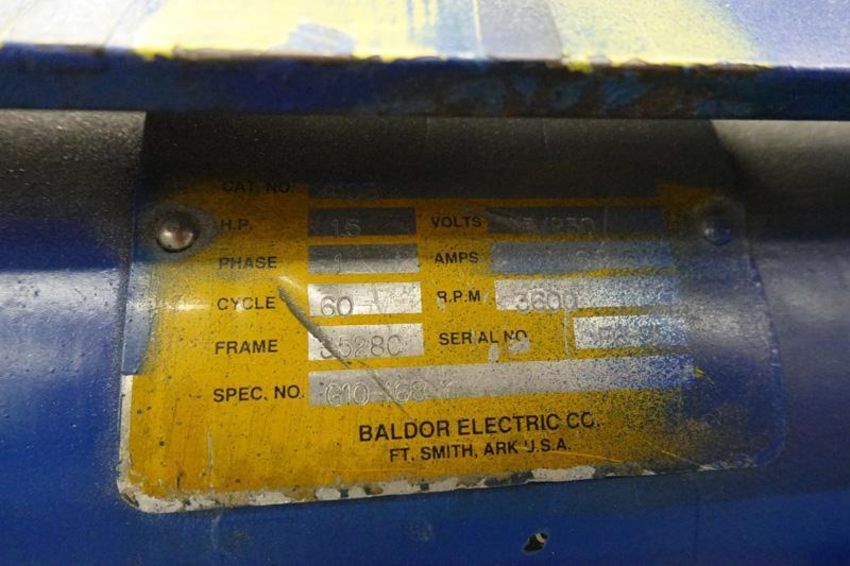 CAT. NO.
H.P. 15 VOLTS
PHASE 1 AMPS
CYCLE 60 R.P.M 3600
FRAME 3528C SERIAL NO.
SPEC. NO.
BALDOR ELECTRIC CO.
FT. SMITH, ARK U.S.A.